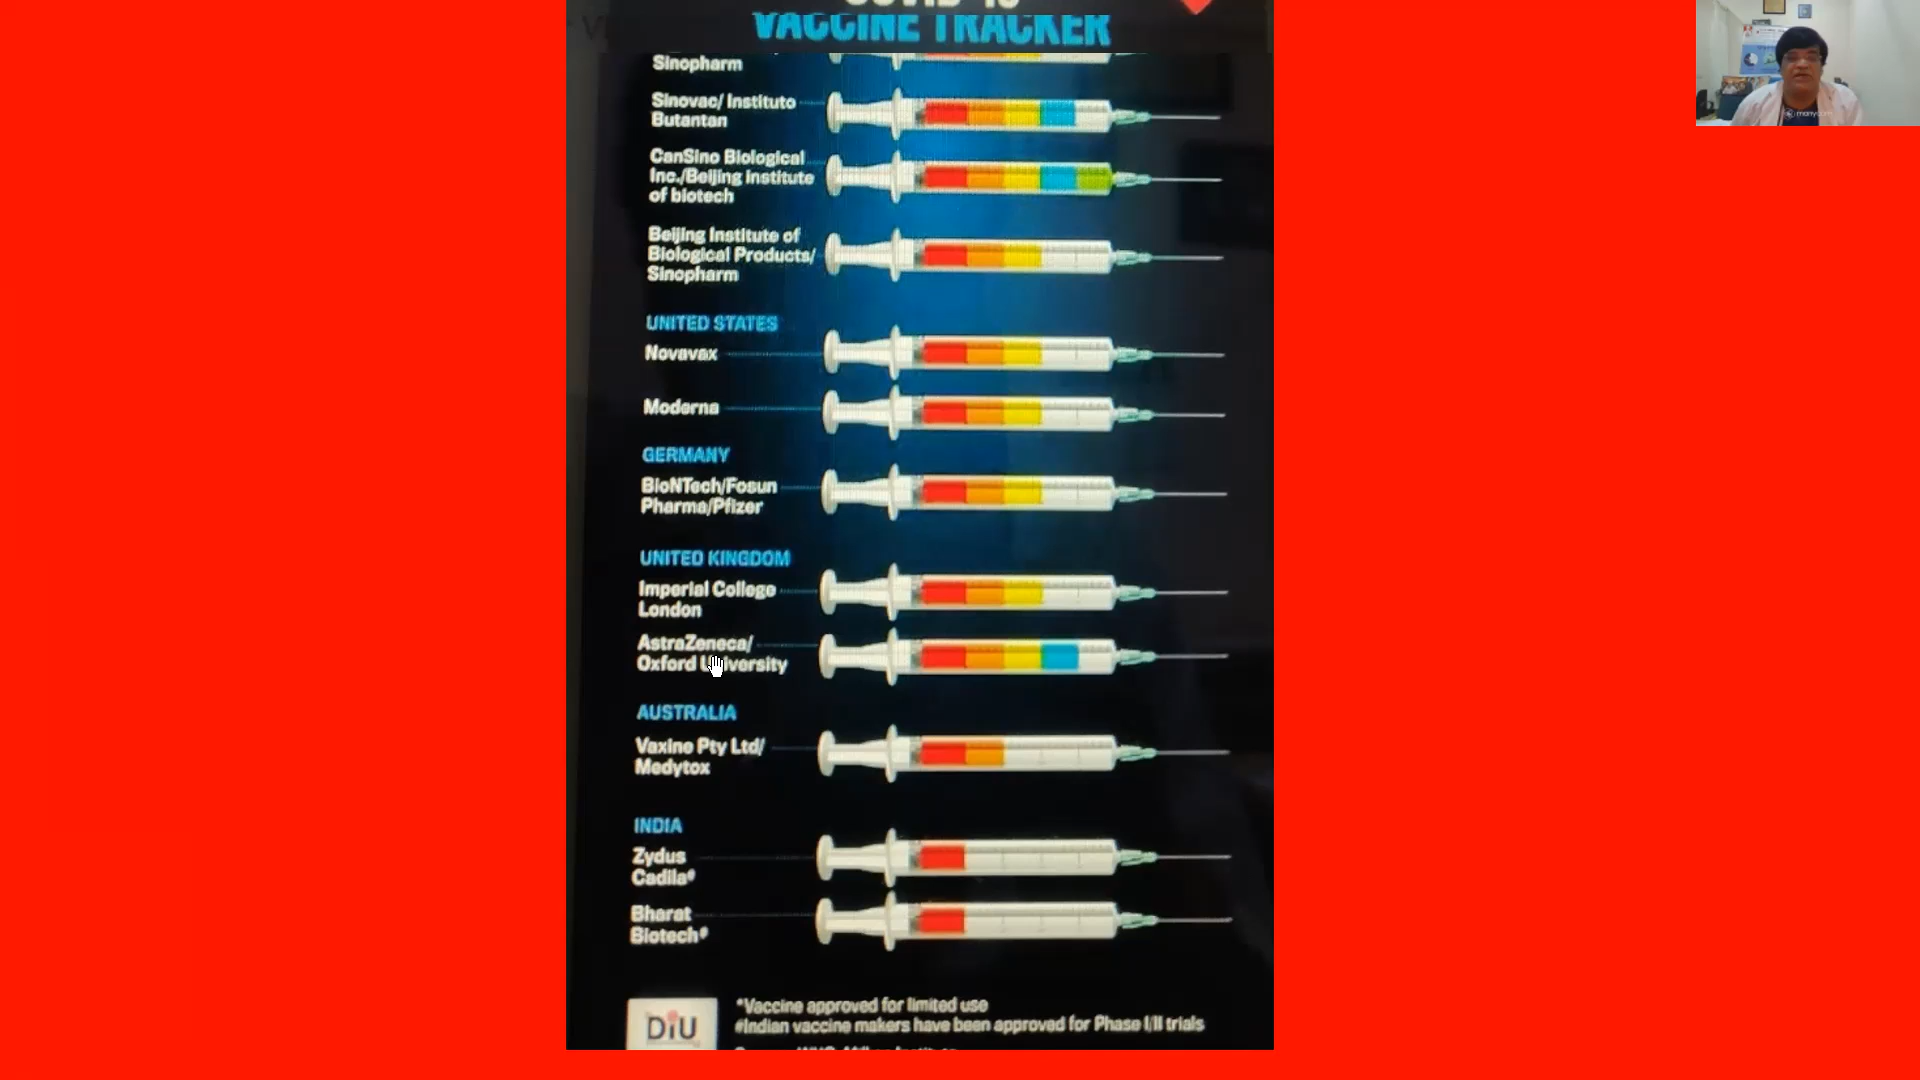 VACCINE TRACKER
Sinopharm
Sinovac/ Instituto
Butantan
CanSino Biological
Inc./Beijing Institute
of biotech
Beijing Institute of
Biological Products/
Sinopharm
UNITED STATES
Novavax
Moderna
GERMANY
BioNTech/Fosun
Pharma/Pfizer
UNITED KINGDOM
Imperial College
London
AstraZeneca/
Oxford University
AUSTRALIA
Vaxine Pty Ltd/
Medytox
INDIA
Zydus
Cadila#
Bharat
Biotech#
DiU
*Vaccine approved for limited use
#Indian vaccine makers have been approved for Phase I/II trials